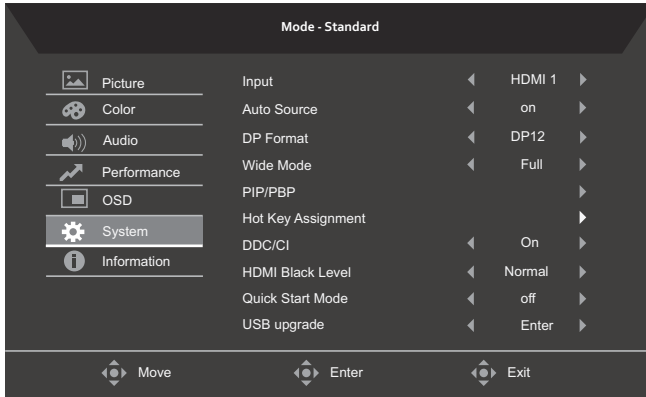 Mode - Standard
Picture
Color
Audio
Performance
OSD
System
Information
Input HDMI 1
Auto Source on
DP Format DP12
Wide Mode Full
PIP/PBP
Hot Key Assignment
DDC/CI On
HDMI Black Level Normal
Quick Start Mode off
USB upgrade Enter
Move Enter Exit